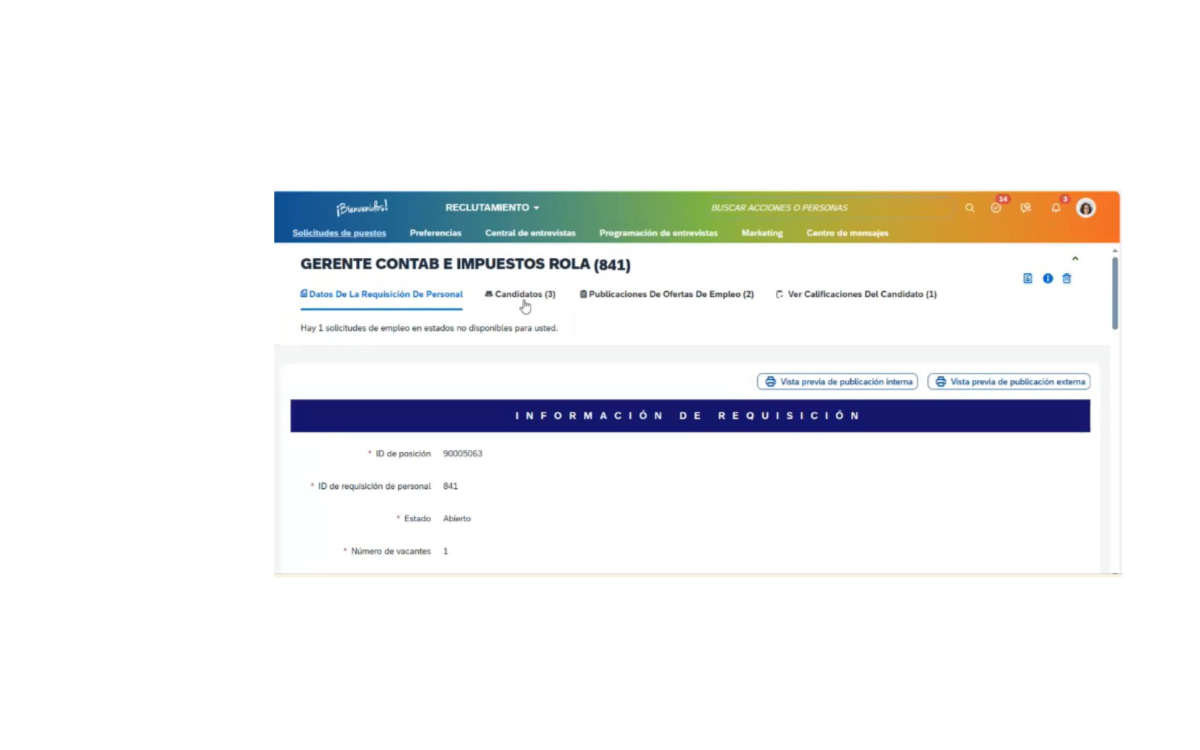 ¡Bienvenidos!
RECLUTAMIENTO
BUSCAR ACCIONES O PERSONAS
14
3
Solicitudes de puestos Preferencias Central de entrevistas Programación de entrevistas Marketing Centro de mensajes
GERENTE CONTAB E IMPUESTOS ROLA (841)
Datos De La Requisición De Personal Candidatos (3) Publicaciones De Ofertas De Empleo (2) Ver Calificaciones Del Candidato (1)
Hay 1 solicitudes de empleo en estados no disponibles para usted.
Vista previa de publicación interna Vista previa de publicación externa
INFORMACIÓN DE REQUISICIÓN
* ID de posición 90005063
* ID de requisición de personal 841
* Estado Abierto
* Número de vacantes 1